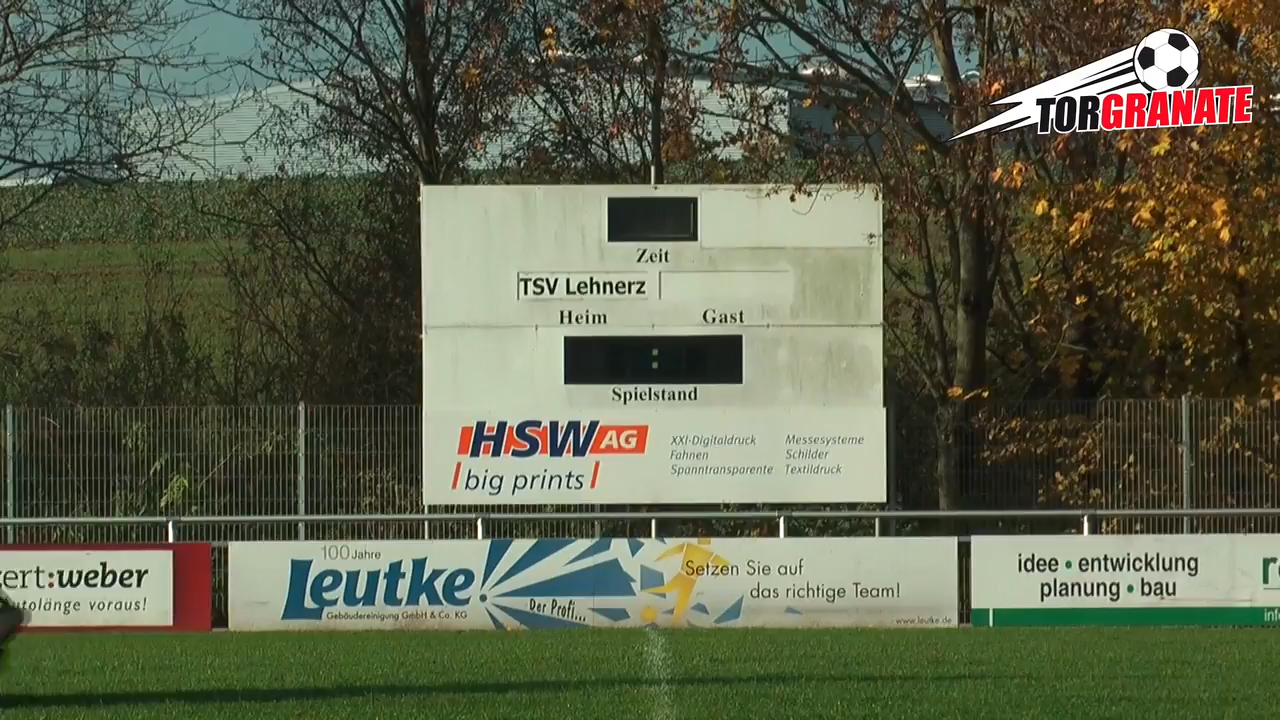 TORGRANATE
Zeit
TSV Lehnerz
Heim Gast
Spielstand
HSW AG
big prints
XXl-Digitaldruck
Fahnen
Spanntransparente
Messesysteme
Schilder
Textildruck
ert:weber
utolänge voraus!
100 Jahre
Leutke
Gebäudereinigung GmbH & Co. KG
Der Profi...
Setzen Sie auf
das richtige Team!
www.leutke.de
idee • entwicklung
planung • bau